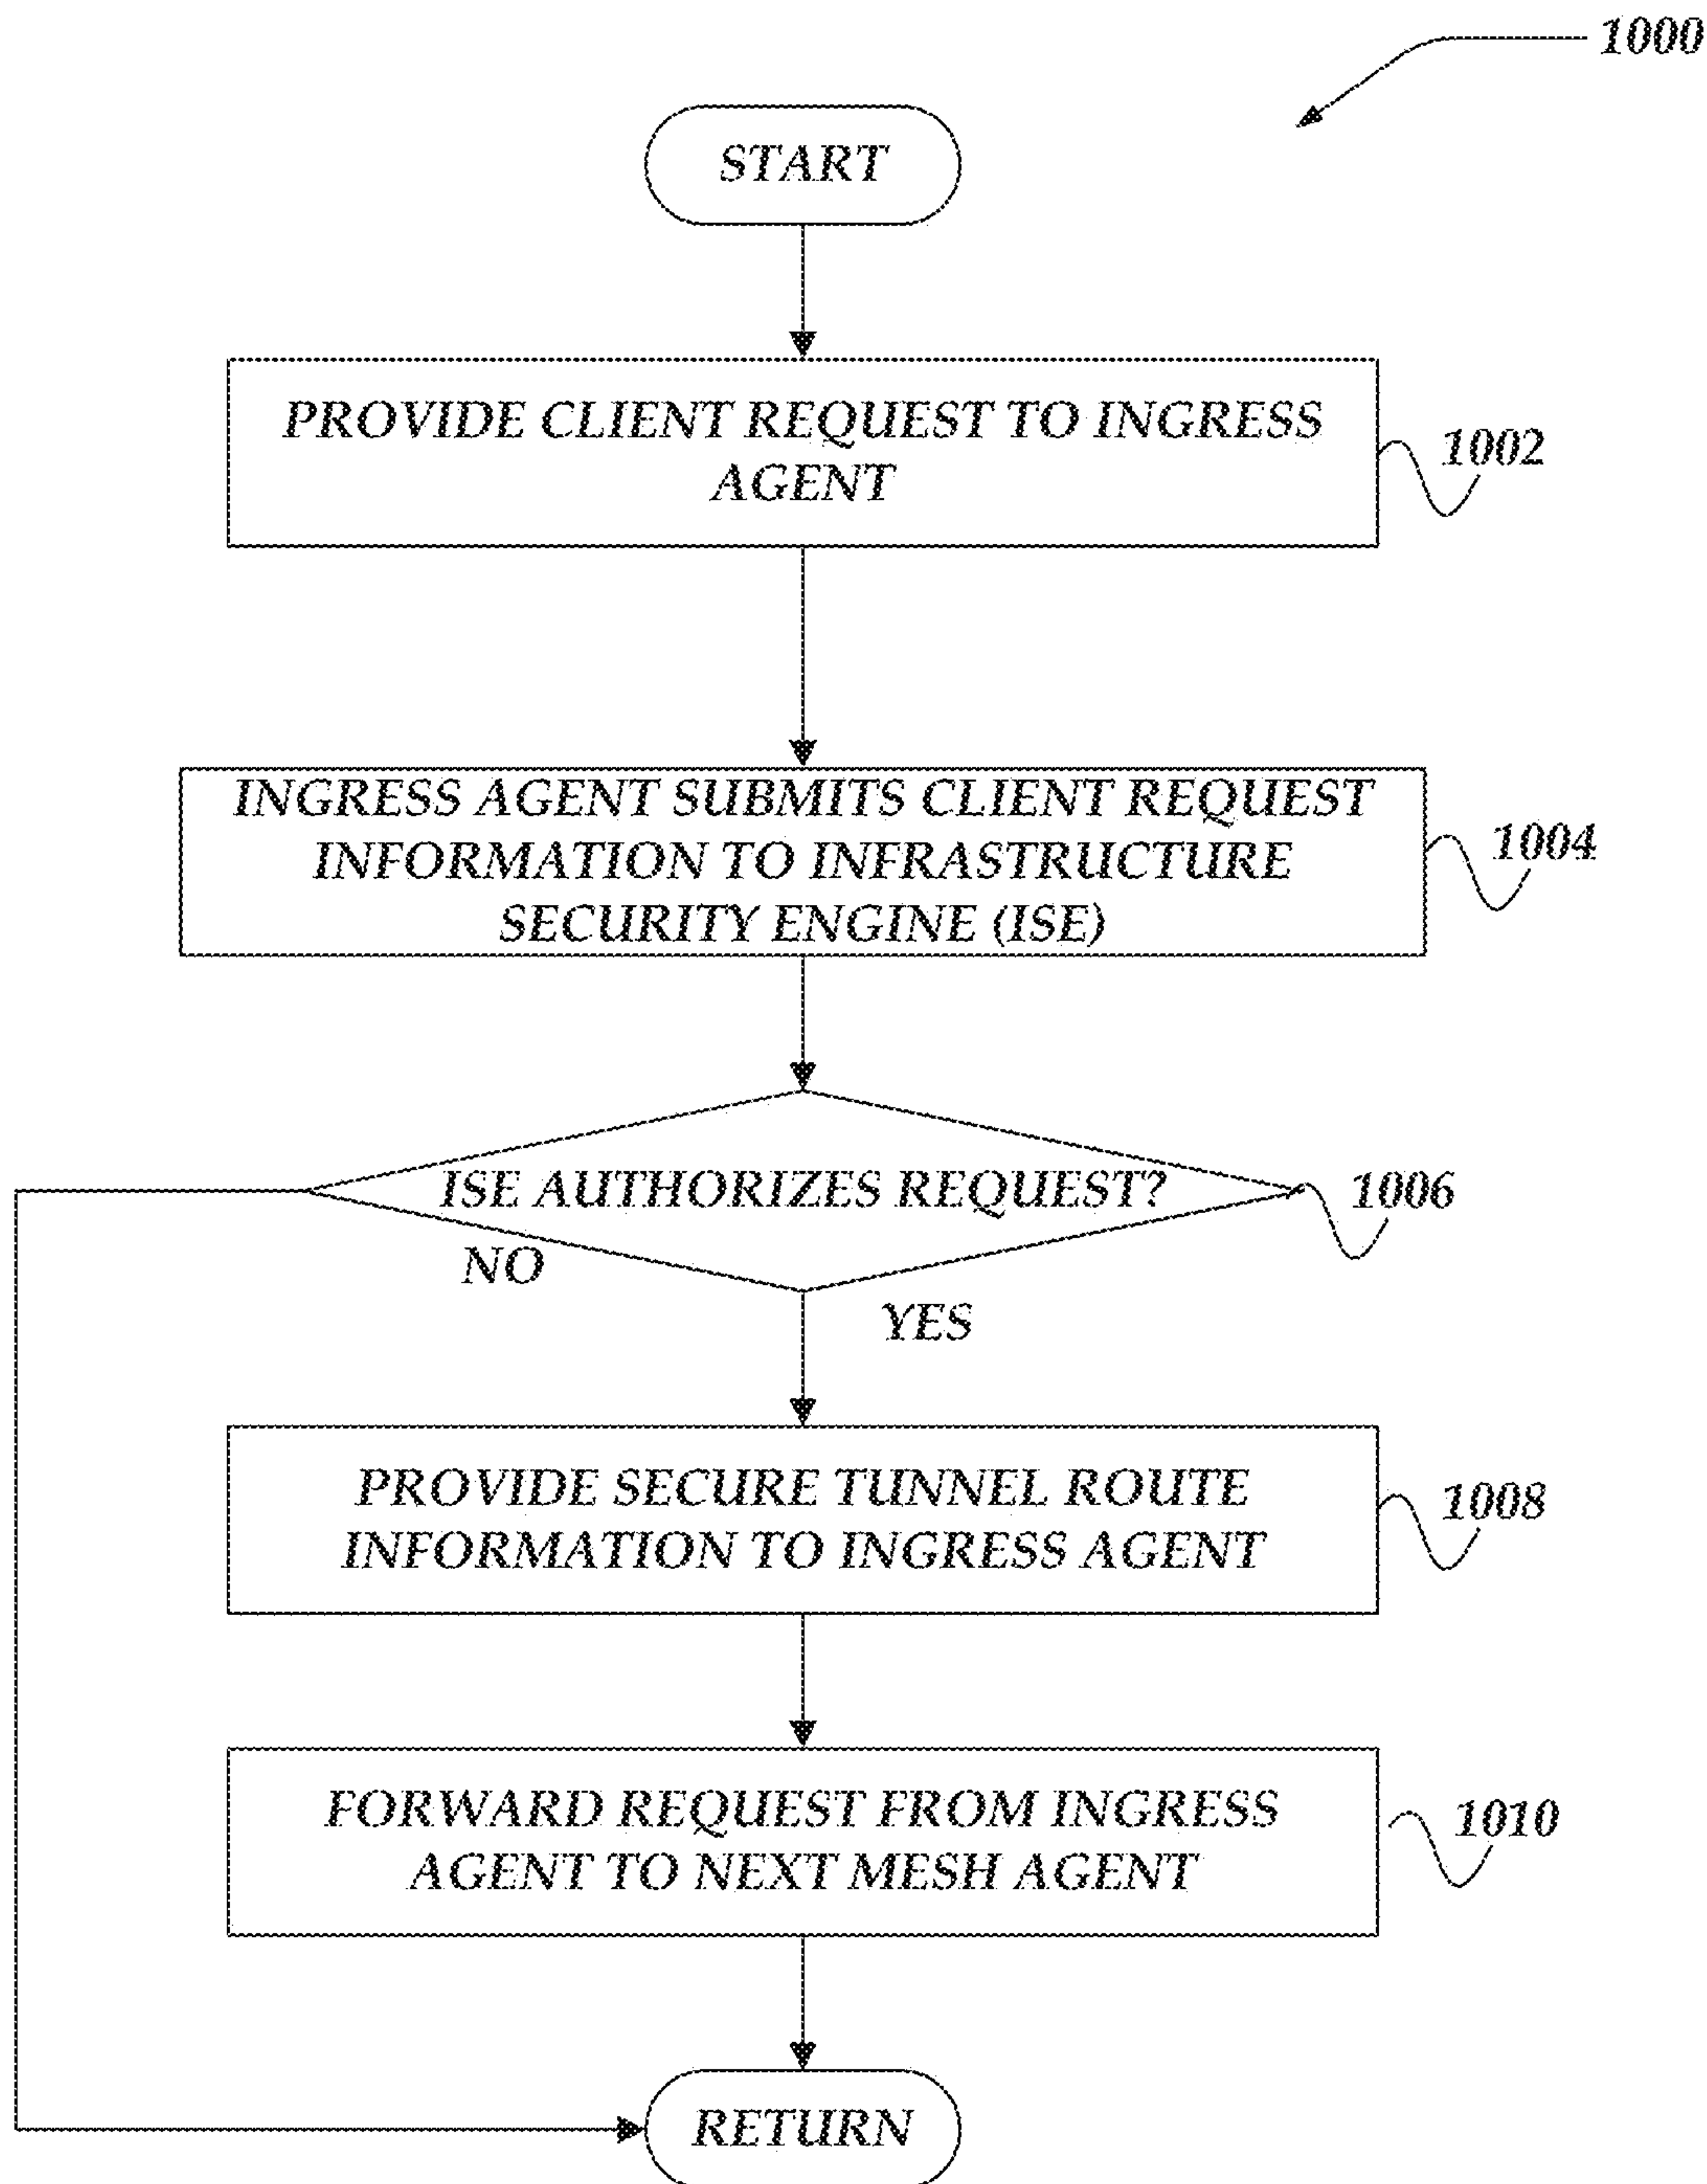 1000
START
PROVIDE CLIENT REQUEST TO INGRESS
AGENT
1002
INGRESS AGENT SUBMITS CLIENT REQUEST
INFORMATION TO INFRASTRUCTURE
SECURITY ENGINE (ISE)
1004
ISE AUTHORIZES REQUEST?
1006
NO
YES
PROVIDE SECURE TUNNEL ROUTE
INFORMATION TO INGRESS AGENT
1008
FORWARD REQUEST FROM INGRESS
AGENT TO NEXT MESH AGENT
1010
RETURN